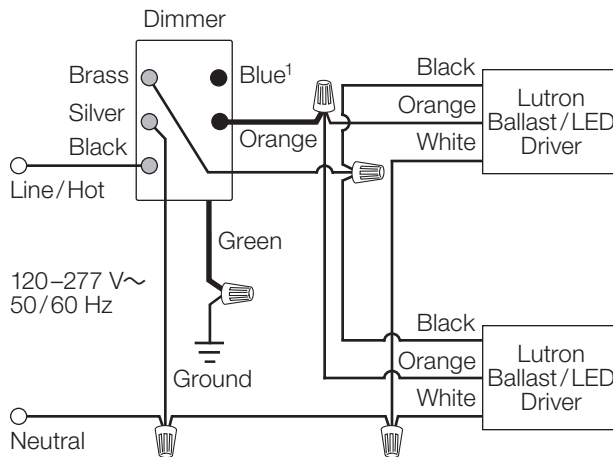 Dimmer
Brass
Blue¹
Silver
Orange
Black
Line/Hot
Green
120–277 V~
50/60 Hz
Ground
Neutral
Black
Orange
White
Lutron
Ballast/LED
Driver
Black
Orange
White
Lutron
Ballast/LED
Driver